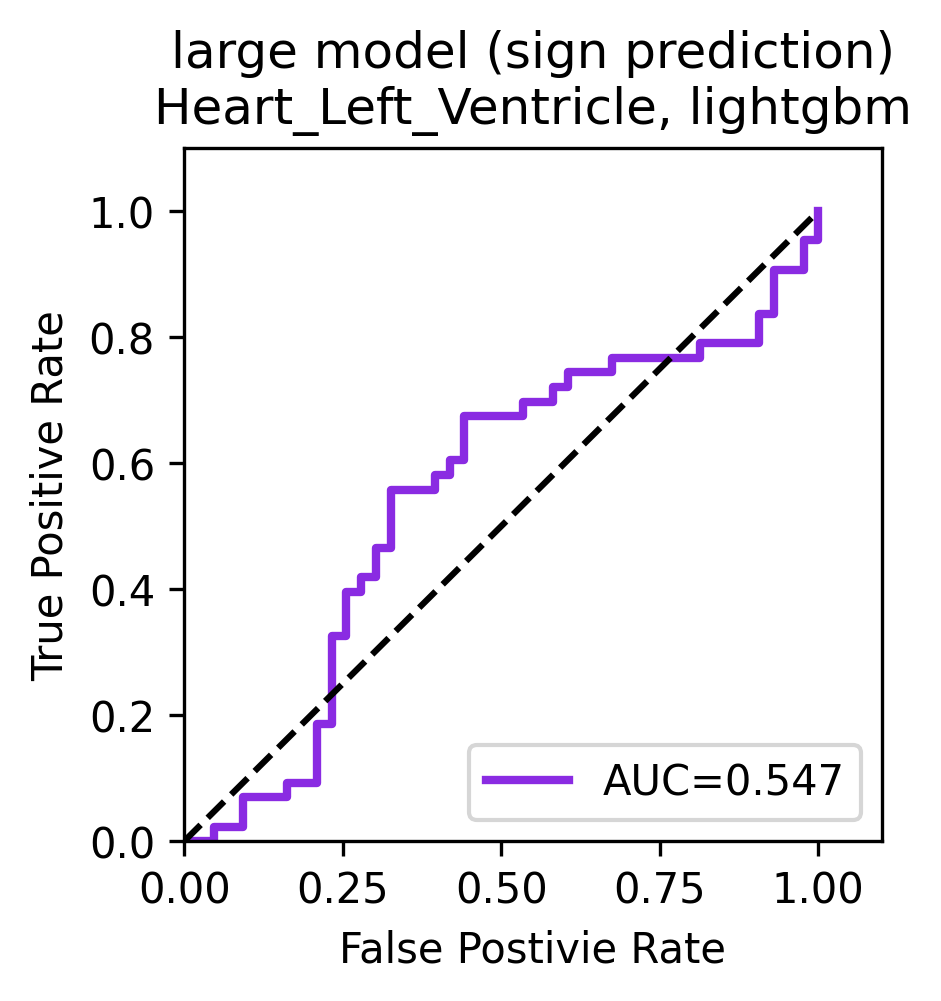 large model (sign prediction)
Heart_Left_Ventricle, lightgbm
1.0
0.8
0.6
0.4
0.2
0.0
True Positive Rate
AUC=0.547
0.00 0.25 0.50 0.75 1.00
False Postivie Rate